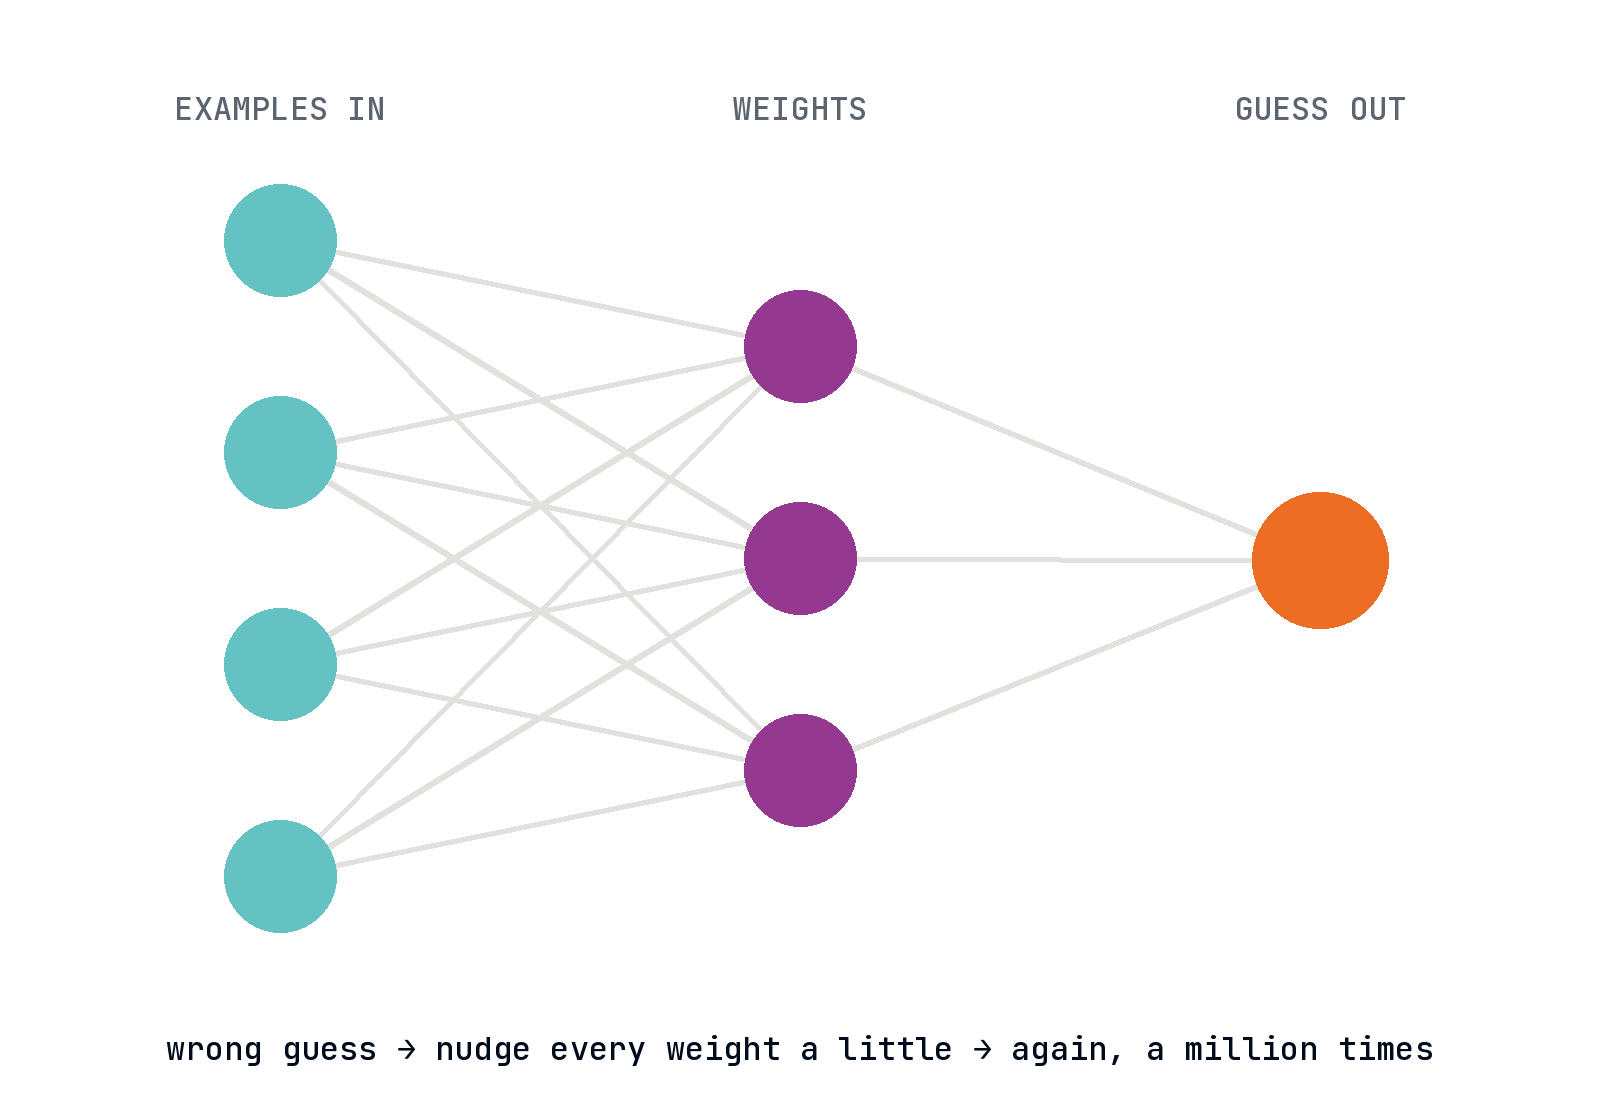 EXAMPLES IN
WEIGHTS
GUESS OUT
wrong guess → nudge every weight a little → again, a million times